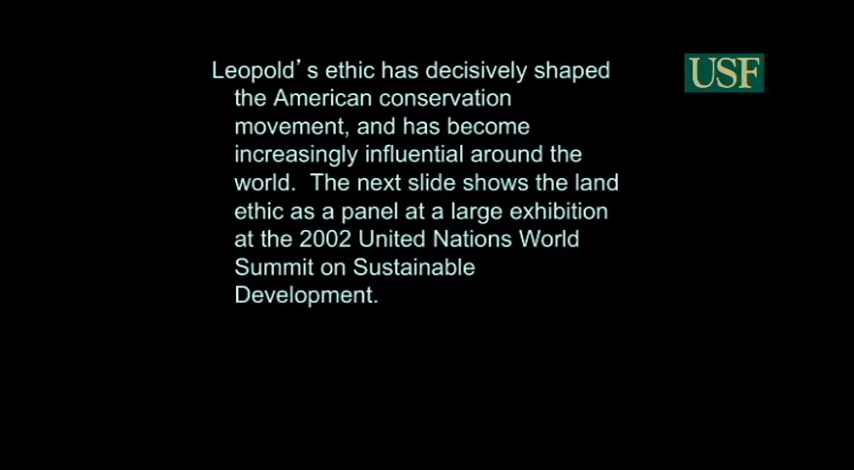 Leopold's ethic has decisively shaped
the American conservation
movement, and has become
increasingly influential around the
world.  The next slide shows the land
ethic as a panel at a large exhibition
at the 2002 United Nations World
Summit on Sustainable
Development.
USF